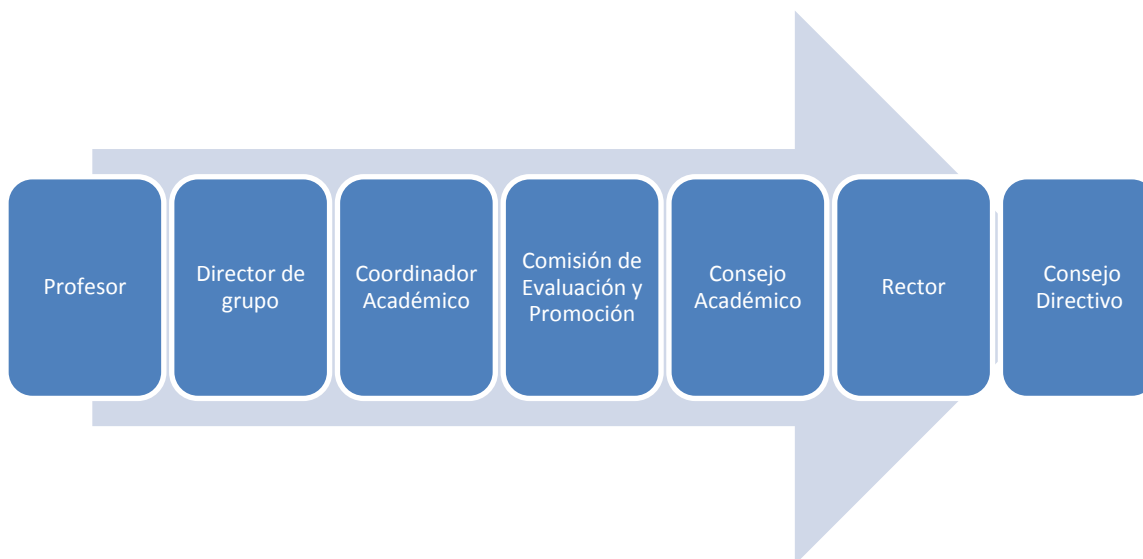 Profesor
Director de
grupo
Coordinador
Académico
Comisión de
Evaluación y
Promoción
Consejo
Académico
Rector
Consejo
Directivo